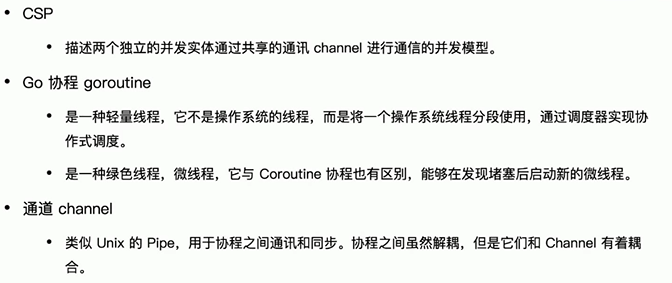 • CSP
• 描述两个独立的并发实体通过共享的通讯 channel 进行通信的并发模型。
• Go 协程 goroutine
• 是一种轻量线程，它不是操作系统的线程，而是将一个操作系统线程分段使用，通过调度器实现协
作式调度。
• 是一种绿色线程，微线程，它与 Coroutine 协程也有区别，能够在发现堵塞后启动新的微线程。
• 通道 channel
• 类似 Unix 的 Pipe，用于协程之间通讯和同步。协程之间虽然解耦，但是它们和 Channel 有着耦
合。